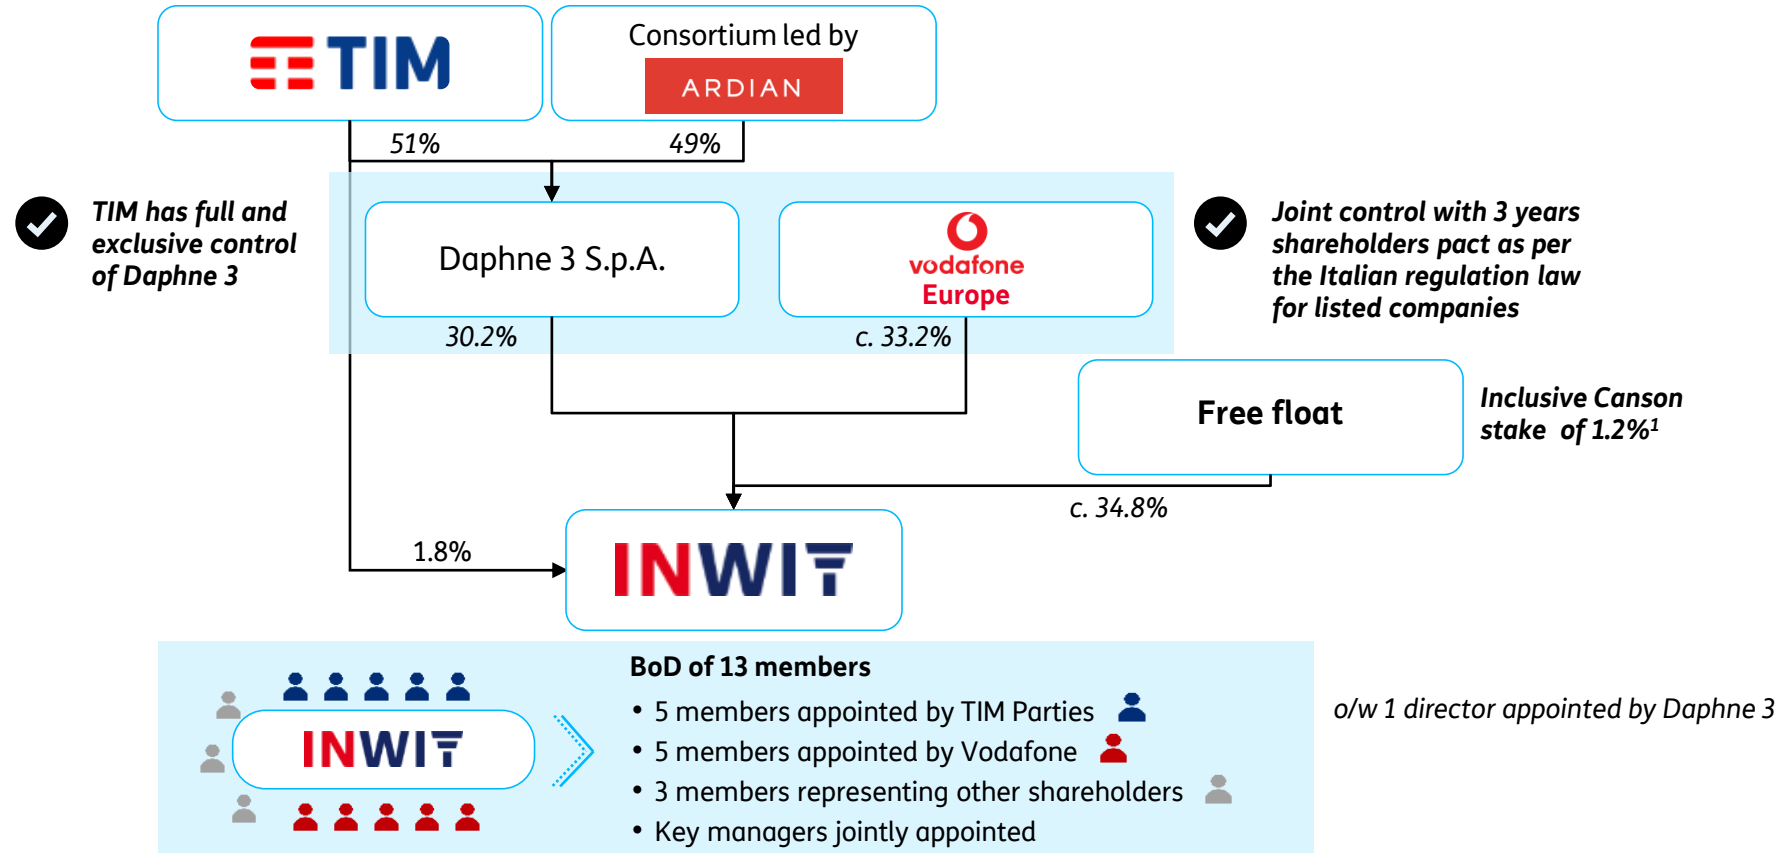 TIM
Consortium led by
ARDIAN
51%
49%
TIM has full and
exclusive control
of Daphne 3
Daphne 3 S.p.A.
vodafone
Europe
Joint control with 3 years
shareholders pact as per
the Italian regulation law
for listed companies
30.2%
c. 33.2%
Free float
Inclusive Canson
stake of 1.2%¹
c. 34.8%
1.8%
INWIT
BoD of 13 members
• 5 members appointed by TIM Parties
o/w 1 director appointed by Daphne 3
INWIT
• 5 members appointed by Vodafone
• 3 members representing other shareholders
• Key managers jointly appointed